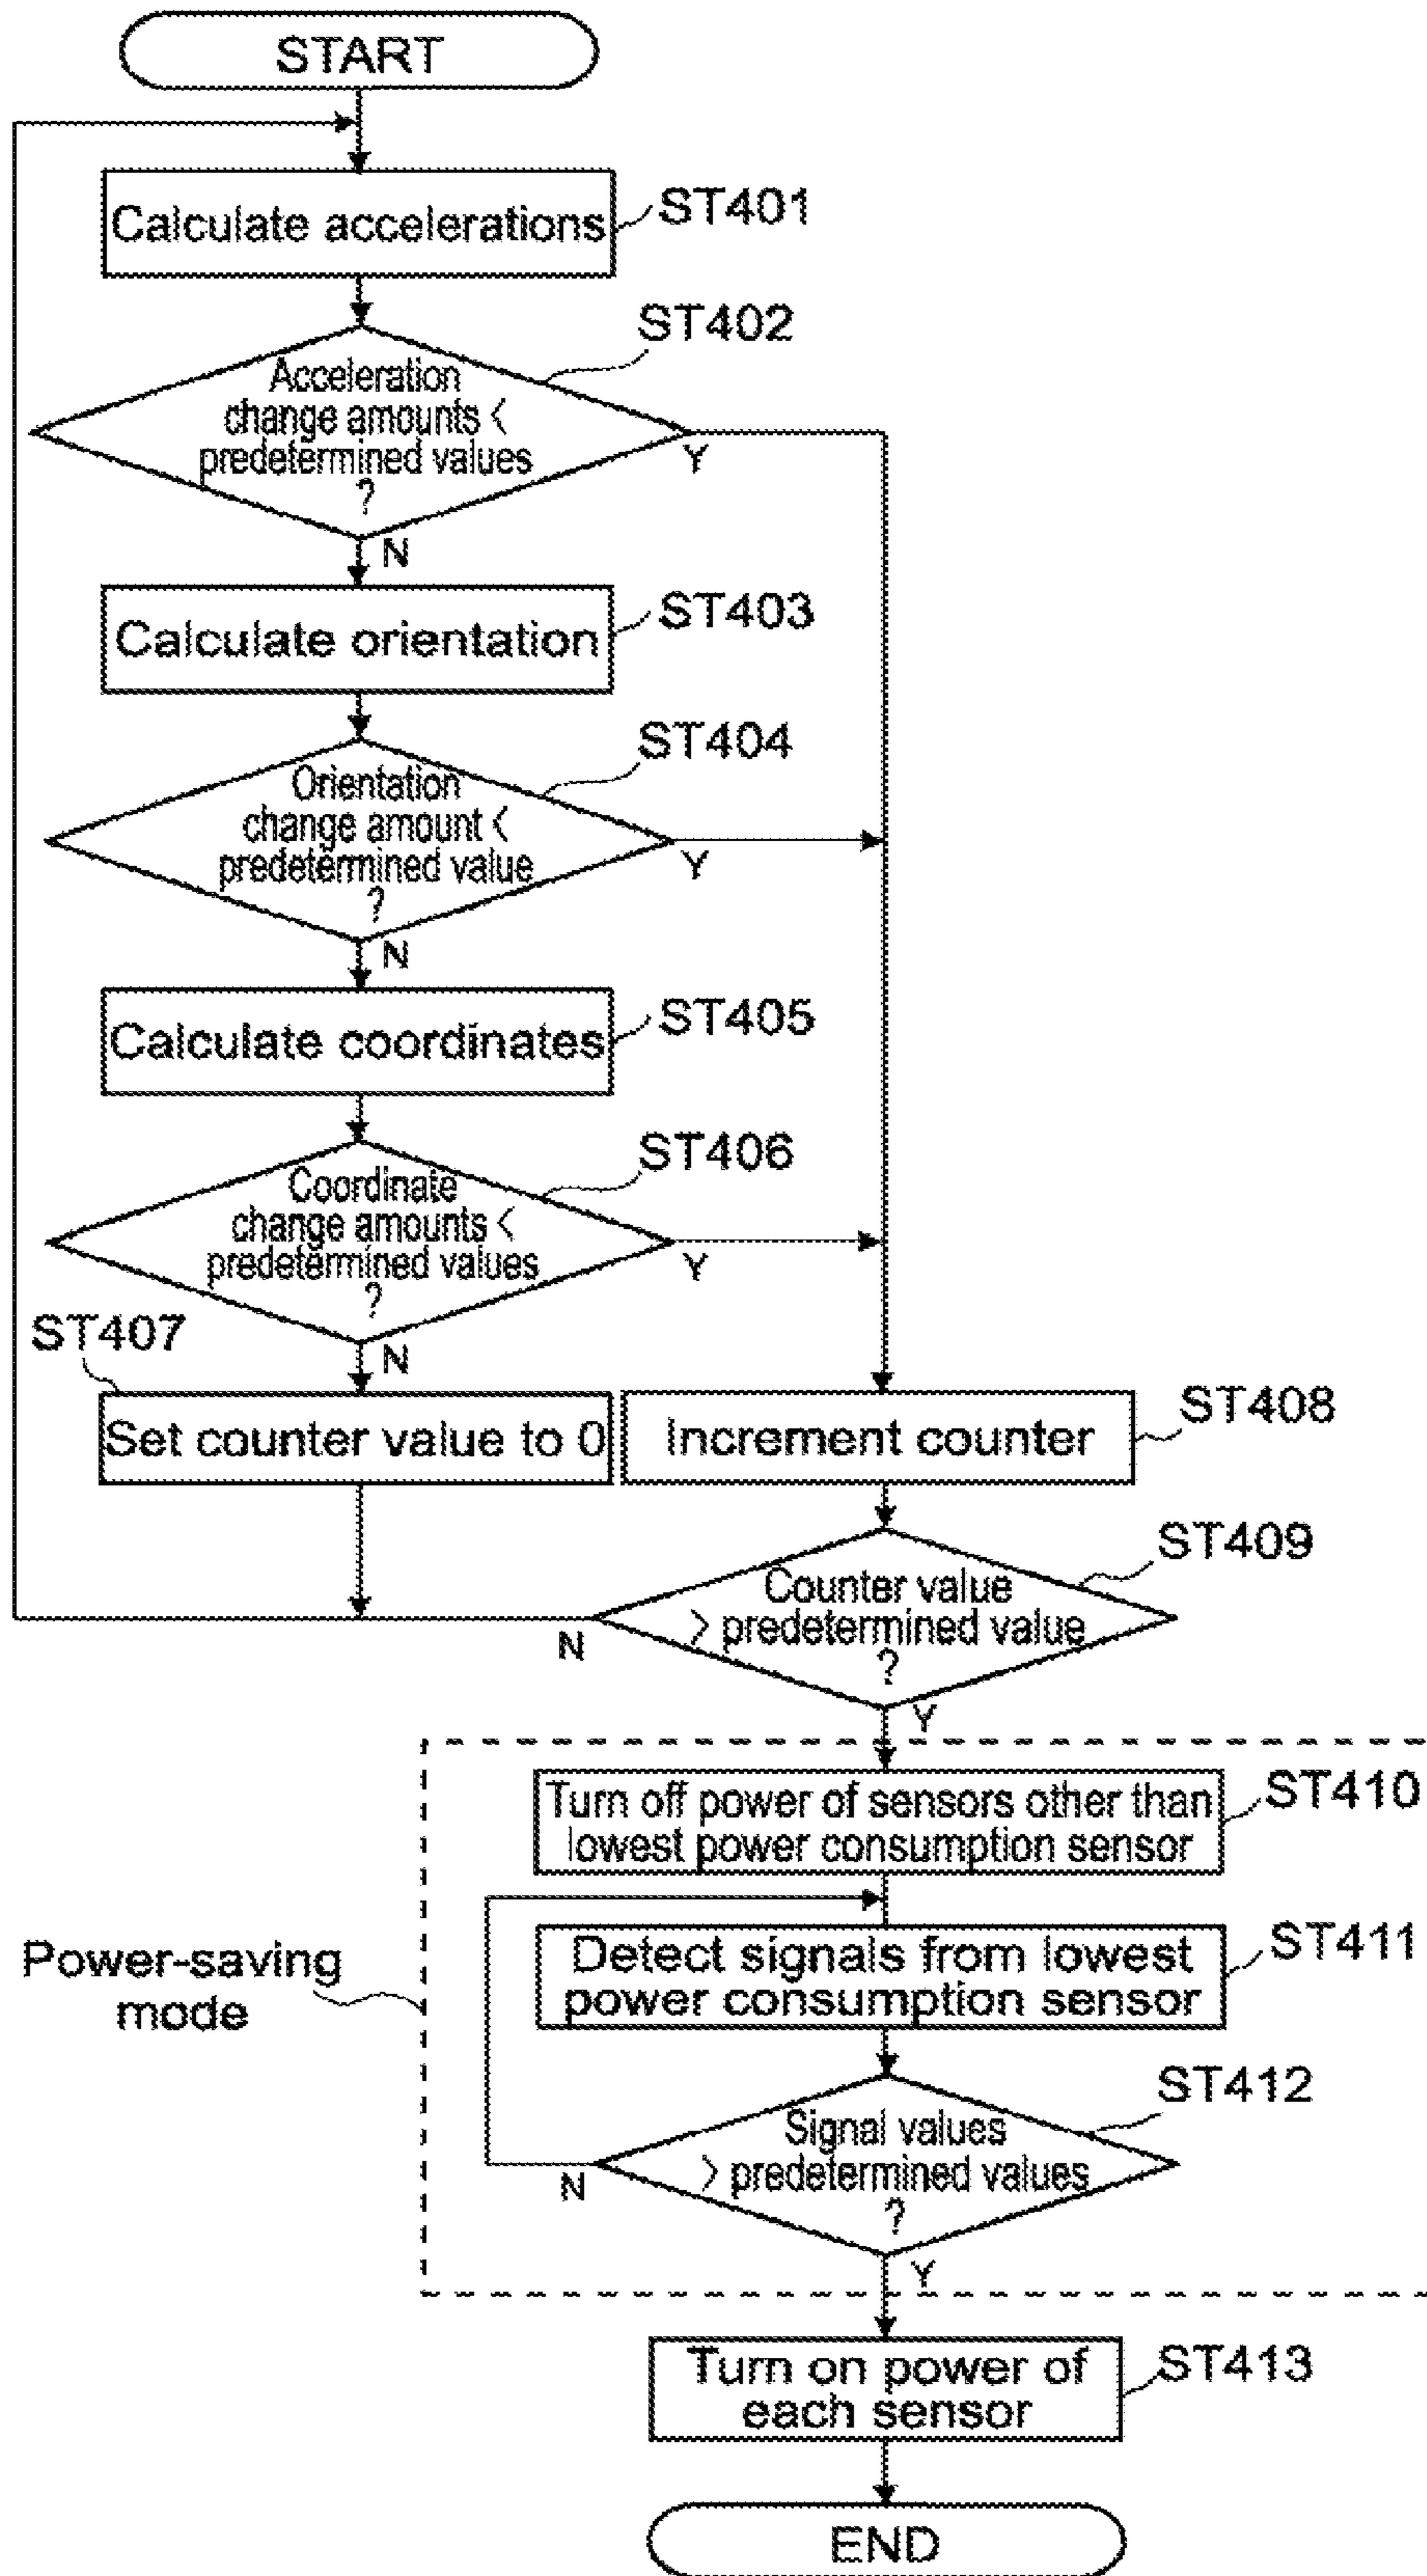 START
Calculate accelerations
ST401
ST402
Acceleration
change amounts <
predetermined values
?
Y
N
Calculate orientation
ST403
ST404
Orientation
change amount <
predetermined value
?
Y
N
Calculate coordinates
ST405
ST406
Coordinate
change amounts <
predetermined values
?
Y
N
ST407
Set counter value to 0
Increment counter
ST408
ST409
Counter value
> predetermined value
?
N
Y
Turn off power of sensors other than
lowest power consumption sensor
ST410
Power-saving
mode
Detect signals from lowest
power consumption sensor
ST411
ST412
Signal values
> predetermined values
?
N
Y
Turn on power of
each sensor
ST413
END